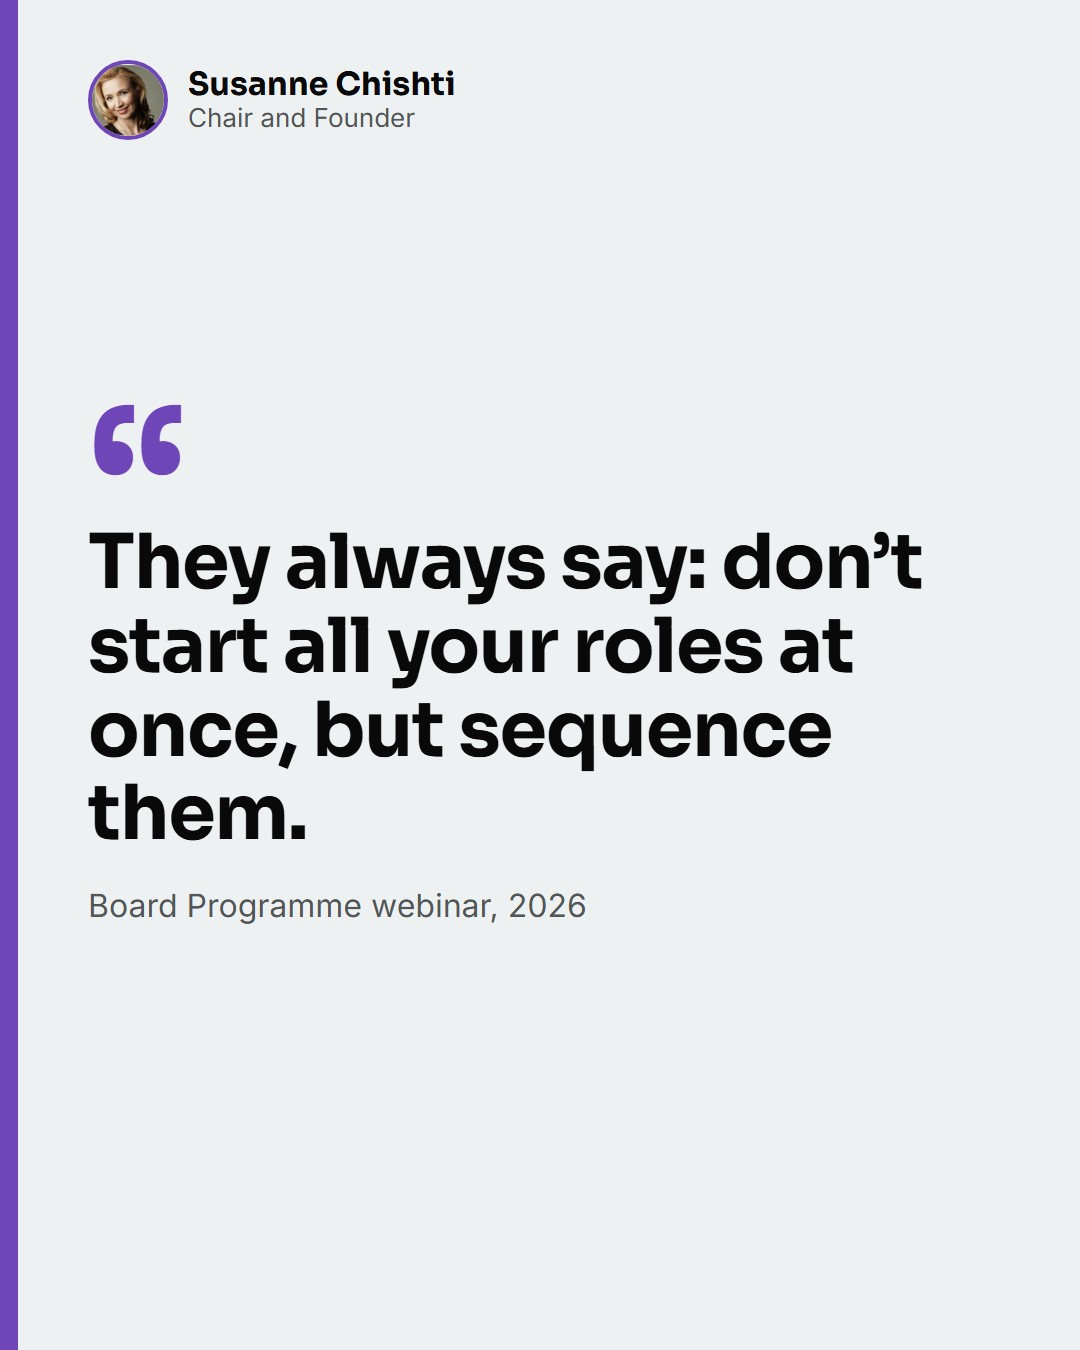 Susanne Chishti
Chair and Founder
“
They always say: don’t
start all your roles at
once, but sequence
them.
Board Programme webinar, 2026